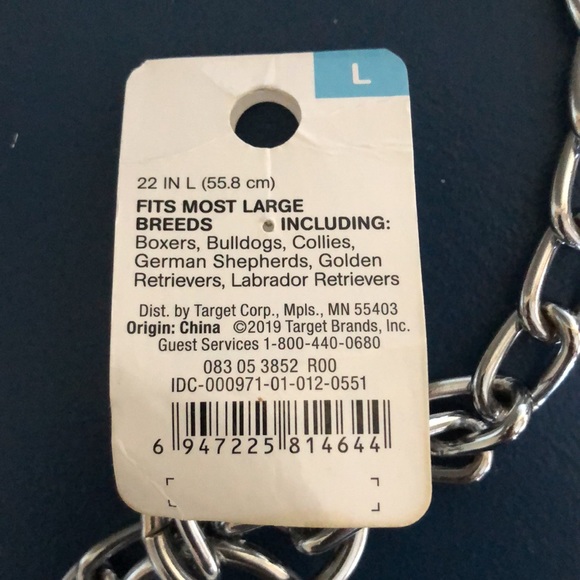 L
22 IN L (55.8 cm)
FITS MOST LARGE
BREEDS INCLUDING:
Boxers, Bulldogs, Collies,
German Shepherds, Golden
Retrievers, Labrador Retrievers
Dist. by Target Corp., Mpls., MN 55403
Origin: China ©2019 Target Brands, Inc.
Guest Services 1-800-440-0680
083 05 3852 R00
IDC-000971-01-012-0551
6 947225 814644